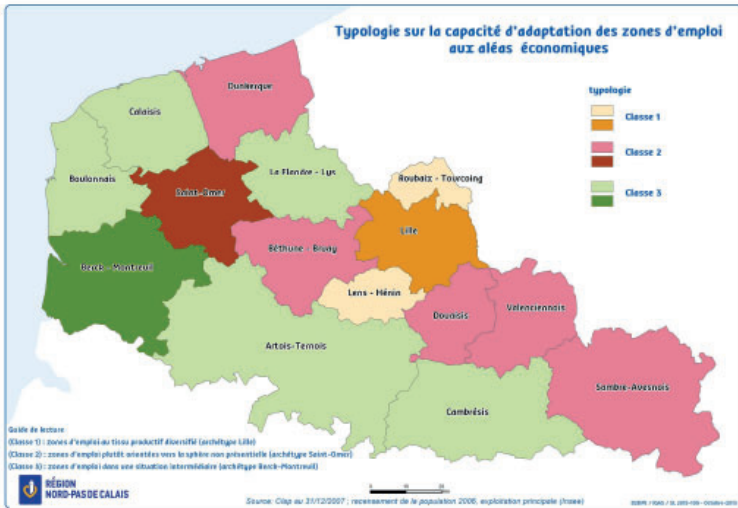 Typologie sur la capacité d'adaptation des zones d'emploi
aux aléas économiques
Dunkerque
typologie
Calaisis
Classe 1
Classe 2
La Flandre - Lys
Roubaix - Tourcoing
Boulonnais
Saint-Omer
Classe 3
Lille
Béthune - Bruay
Berck - Montreuil
Lens - Hénin
Douaisis
Valenciennois
Artois-Ternois
Sambre-Avesnois
Cambrésis
Guide de lecture
(Classe 1) : zones d'emploi au tissu productif diversifié (archétype Lille)
(Classe 2) : zones d'emploi plutôt orientées vers la sphère non présentielle (archétype Saint-Omer)
(Classe 3) : zones d'emploi dans une situation intermédiaire (archétype Berck-Montreuil)
RÉGION
NORD-PAS DE CALAIS
Source: Clap au 31/12/2007 ; recensement de la population 2006, exploitation principale (Insee)